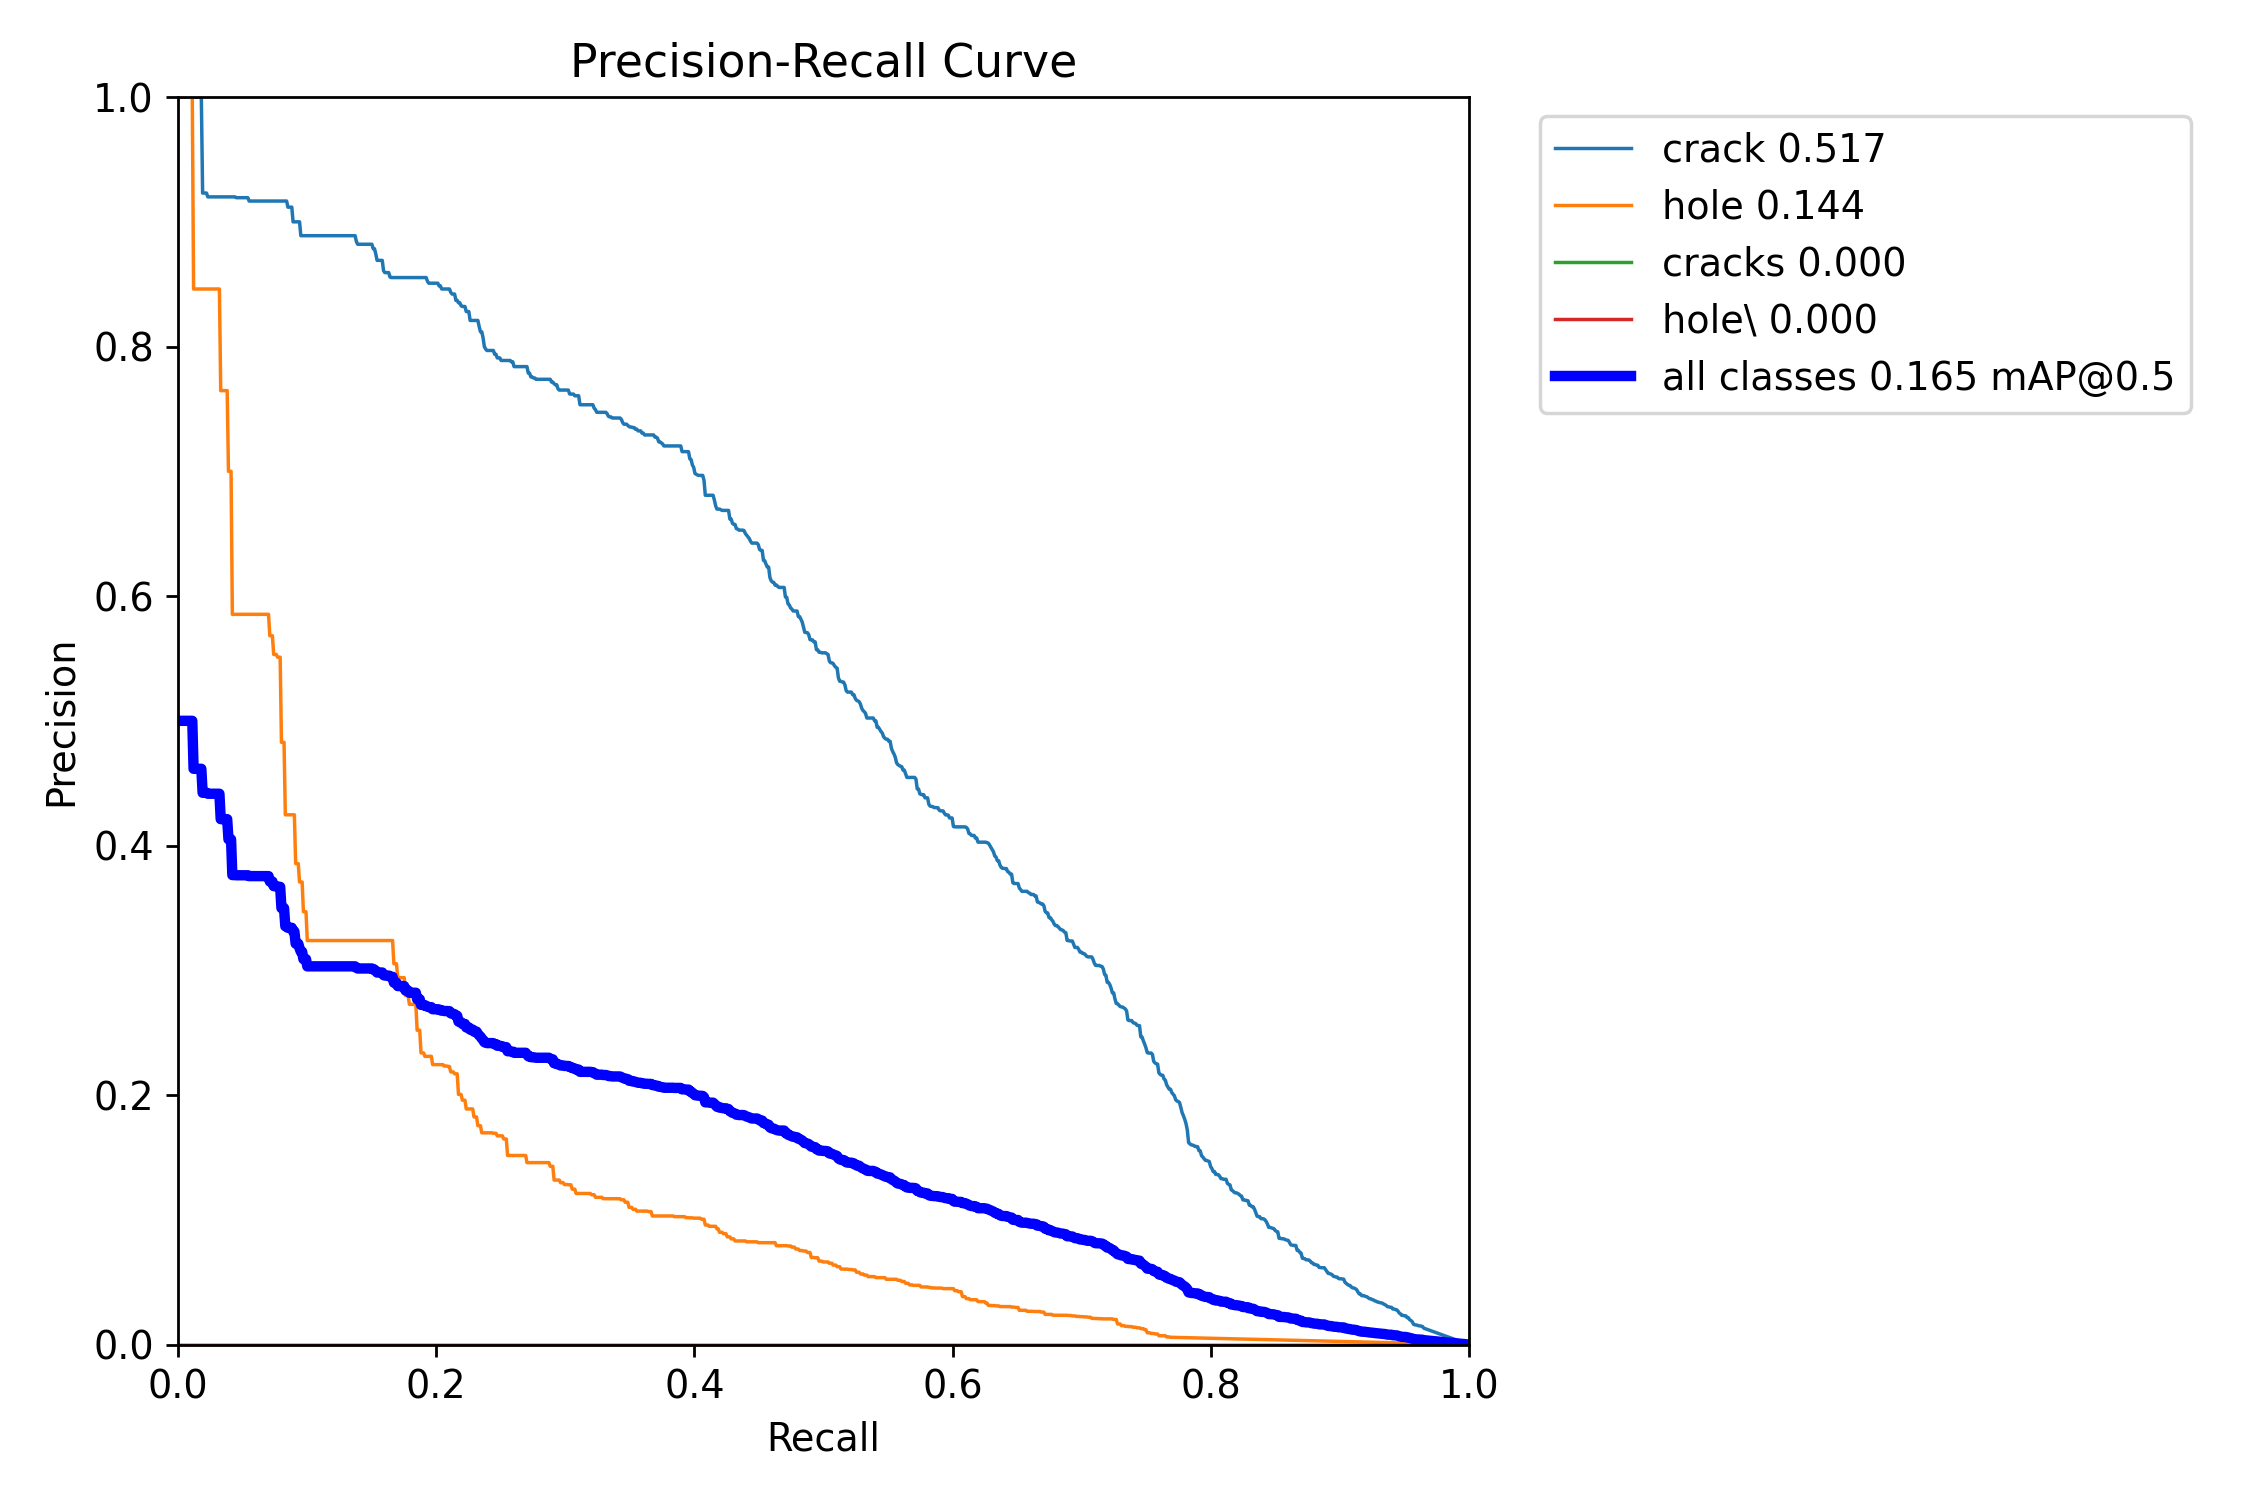 Precision-Recall Curve
1.0
0.8
0.6
0.4
0.2
0.0
Precision
0.0 0.2 0.4 0.6 0.8 1.0
Recall
crack 0.517
hole 0.144
cracks 0.000
hole\ 0.000
all classes 0.165 mAP@0.5